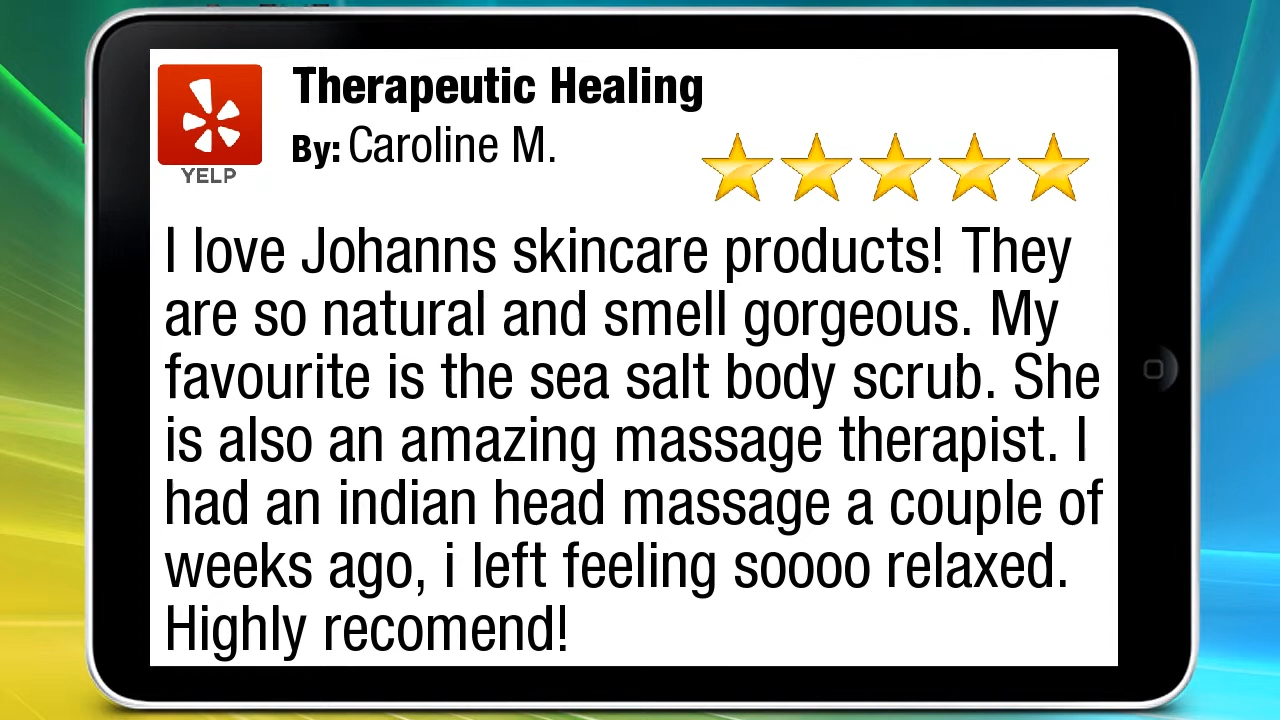 Therapeutic Healing
By: Caroline M.
YELP
I love Johanns skincare products! They
are so natural and smell gorgeous. My
favourite is the sea salt body scrub. She
is also an amazing massage therapist. I
had an indian head massage a couple of
weeks ago, i left feeling soooo relaxed.
Highly recomend!